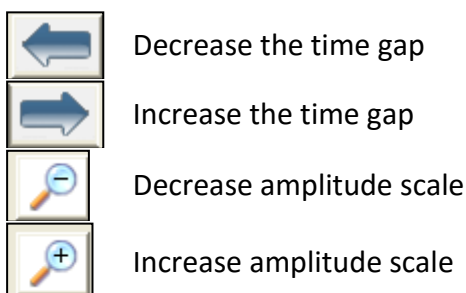 Decrease the time gap
Increase the time gap
Decrease amplitude scale
Increase amplitude scale